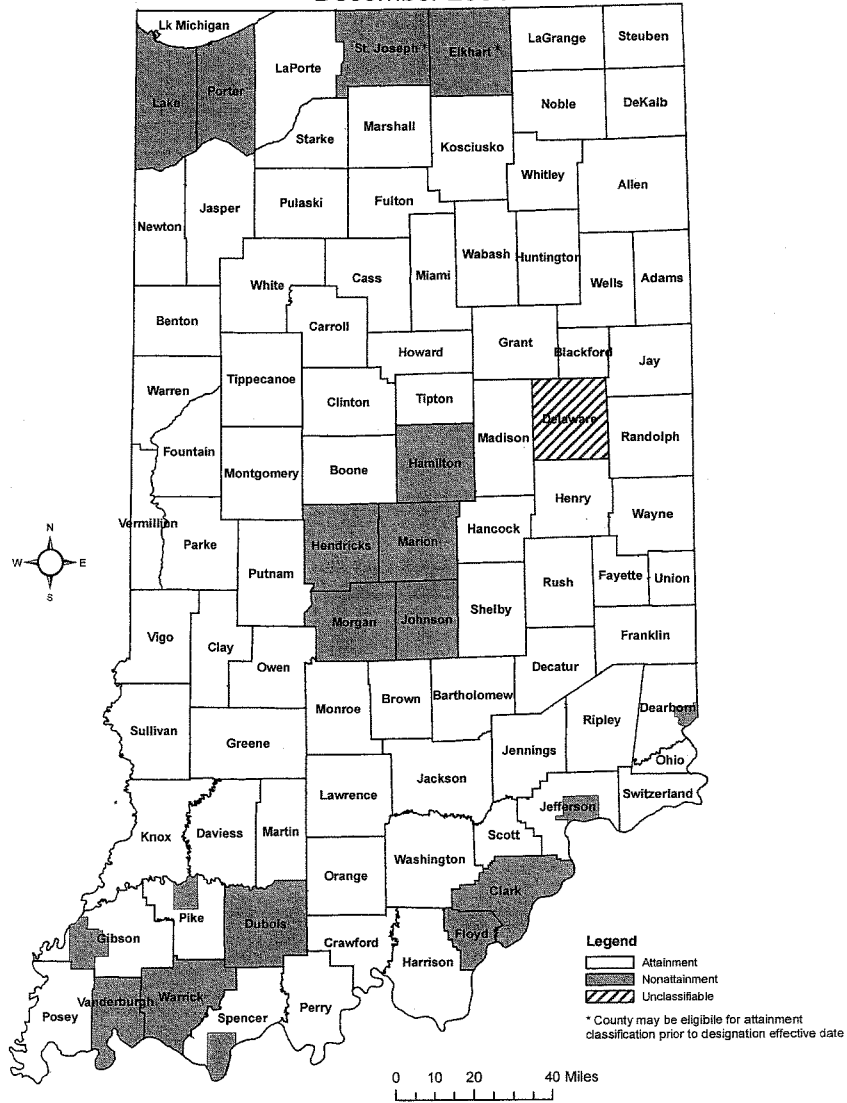 Lk Michigan
St. Joseph *
Elkhart *
LaGrange
Steuben
LaPorte
Lake
Porter
Noble
DeKalb
Starke
Marshall
Kosciusko
Whitley
Allen
Newton
Jasper
Pulaski
Fulton
Wabash
Huntington
Miami
Wells
Adams
White
Cass
Benton
Carroll
Grant
Howard
Blackford
Jay
Warren
Tippecanoe
Clinton
Tipton
Delaware
Madison
Randolph
Fountain
Montgomery
Boone
Hamilton
Henry
Wayne
Vermillion
Parke
Putnam
Hendricks
Marion
Hancock
Rush
Fayette
Union
N
W
E
S
Vigo
Clay
Owen
Morgan
Johnson
Shelby
Franklin
Decatur
Monroe
Brown
Bartholomew
Sullivan
Greene
Ripley
Dearborn
Jennings
Ohio
Jackson
Lawrence
Switzerland
Jefferson
Knox
Daviess
Martin
Scott
Washington
Orange
Clark
Pike
Dubois
Gibson
Crawford
Floyd
Harrison
Posey
Vanderburgh
Warrick
Spencer
Perry
Legend
Attainment
Nonattainment
Unclassifiable
* County may be eligibile for attainment
classification prior to designation effective date
0 10 20 40 Miles